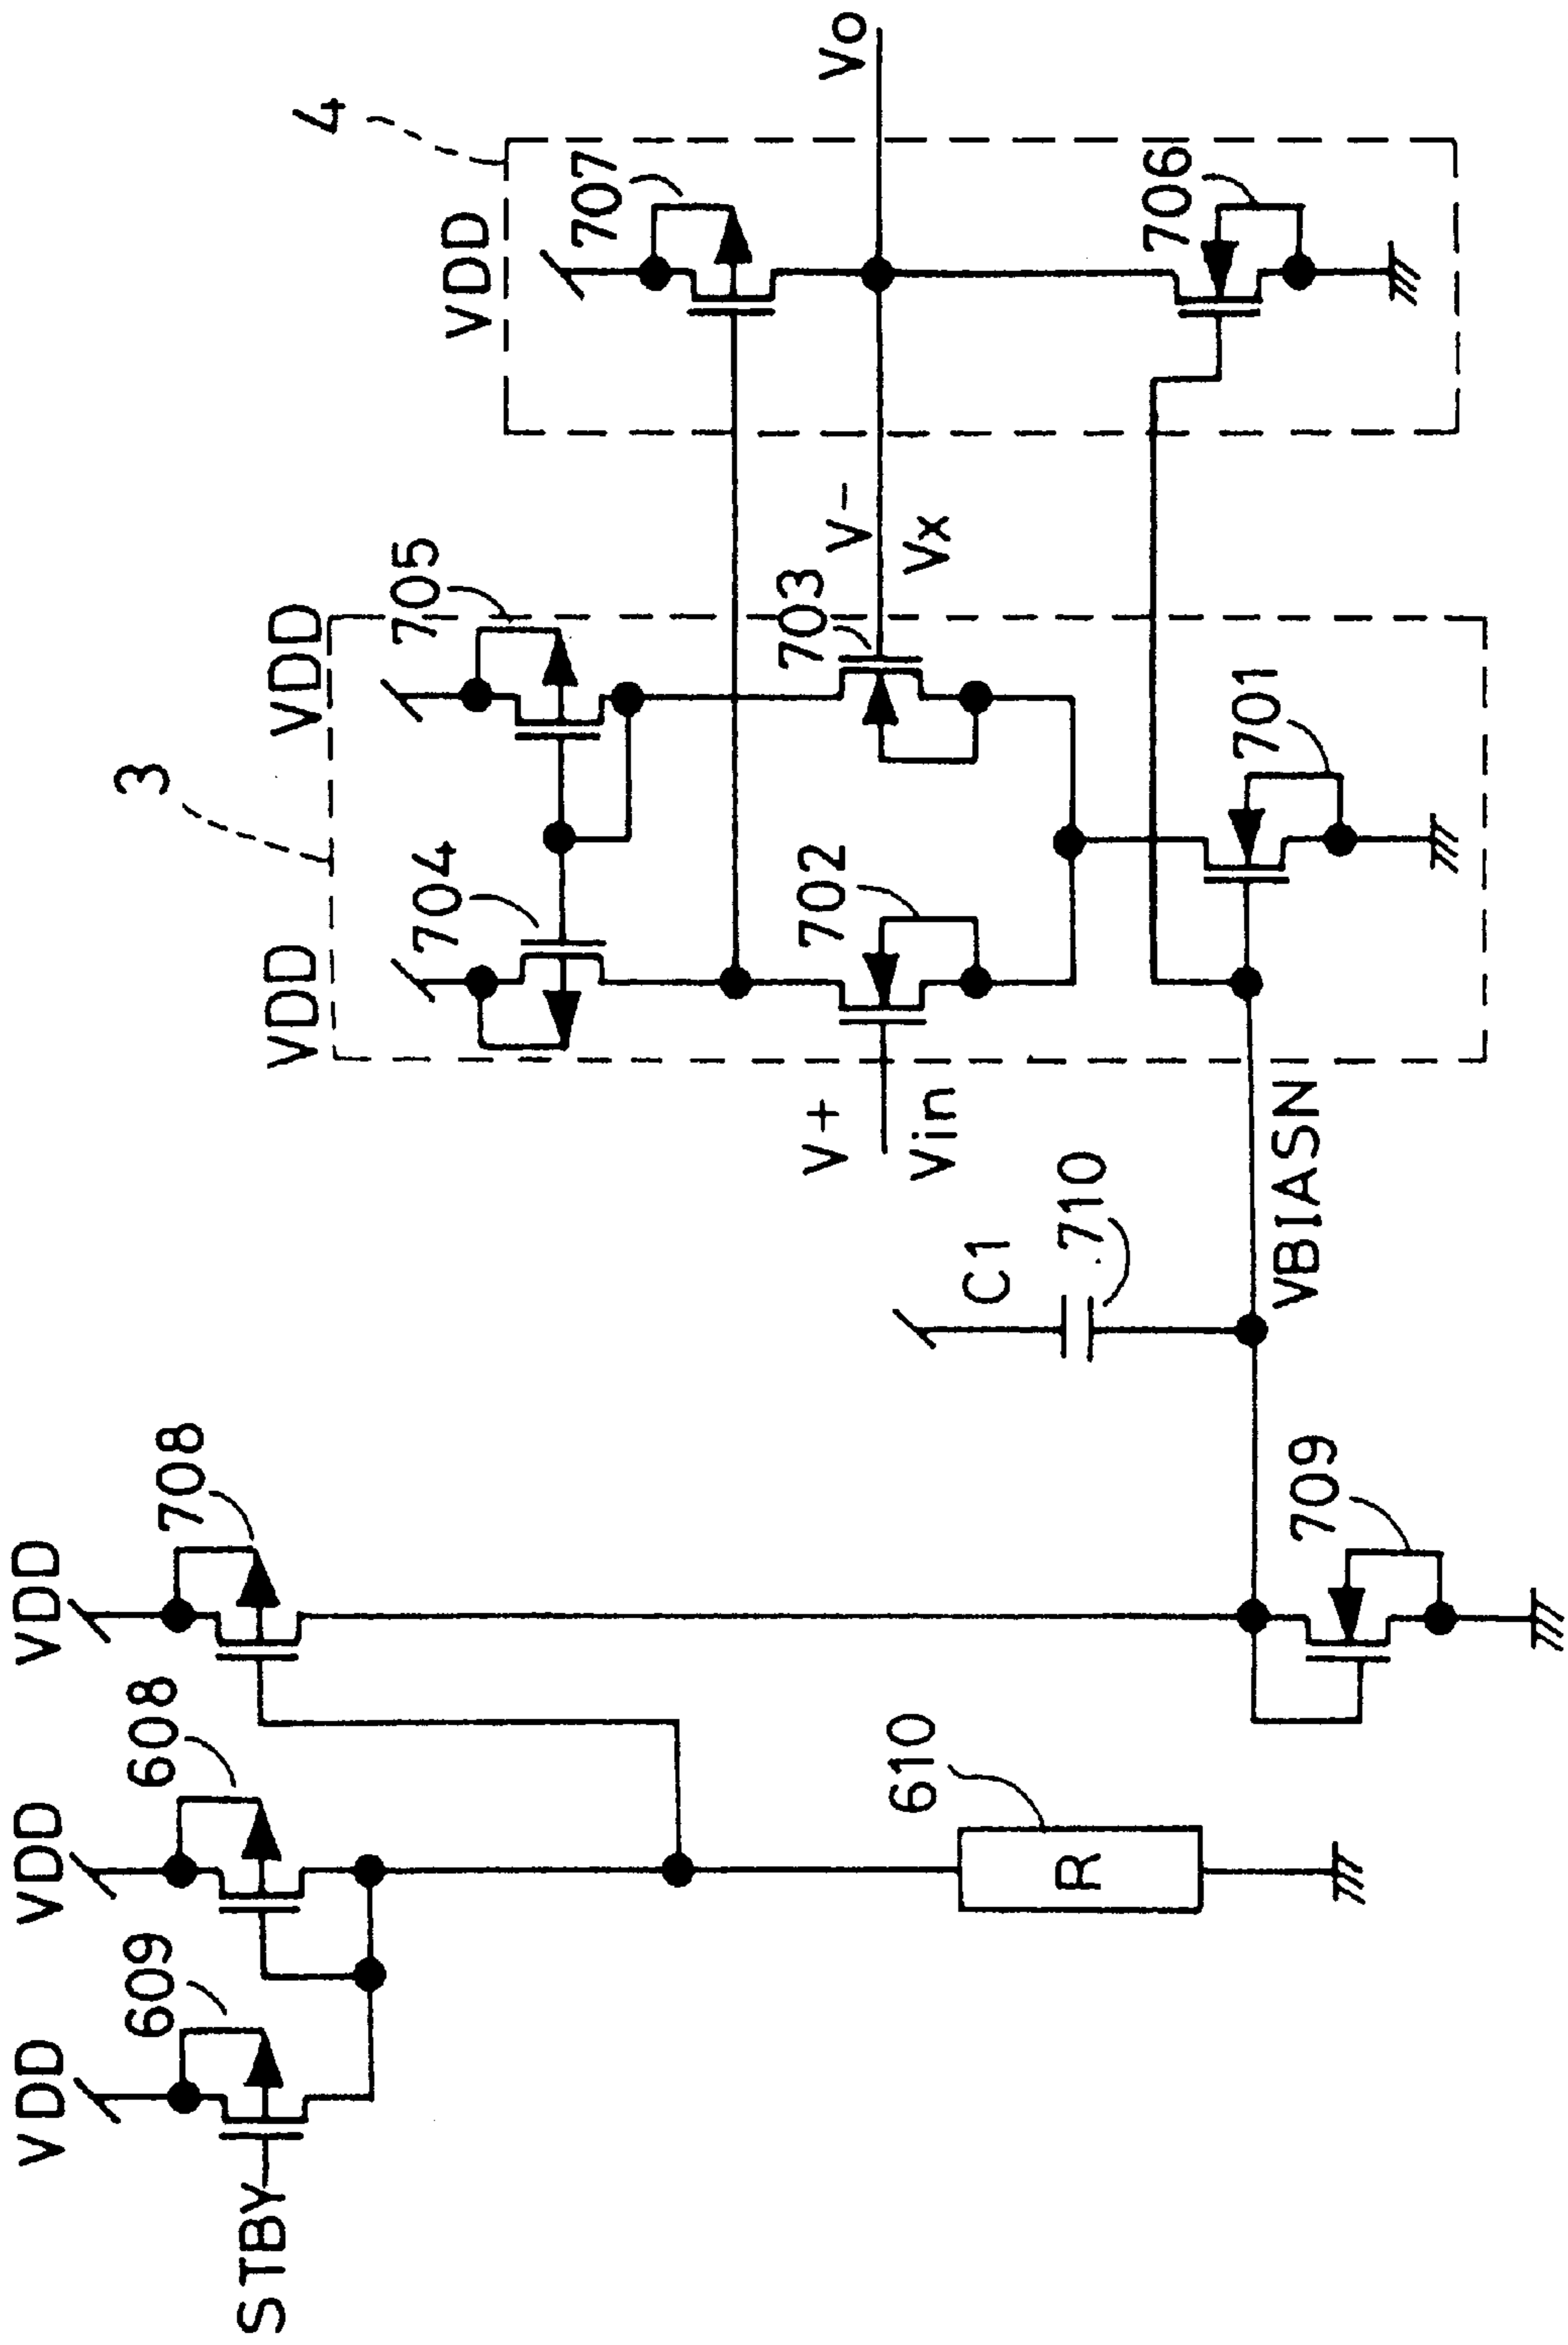 STBY
VDD
609
VDD
608
VDD
708
610
R
709
C1
710
VBIASN
V+
Vin
3
VDD
704
VDD
705
702
703
701
V-
Vx
4
VDD
707
706
Vo